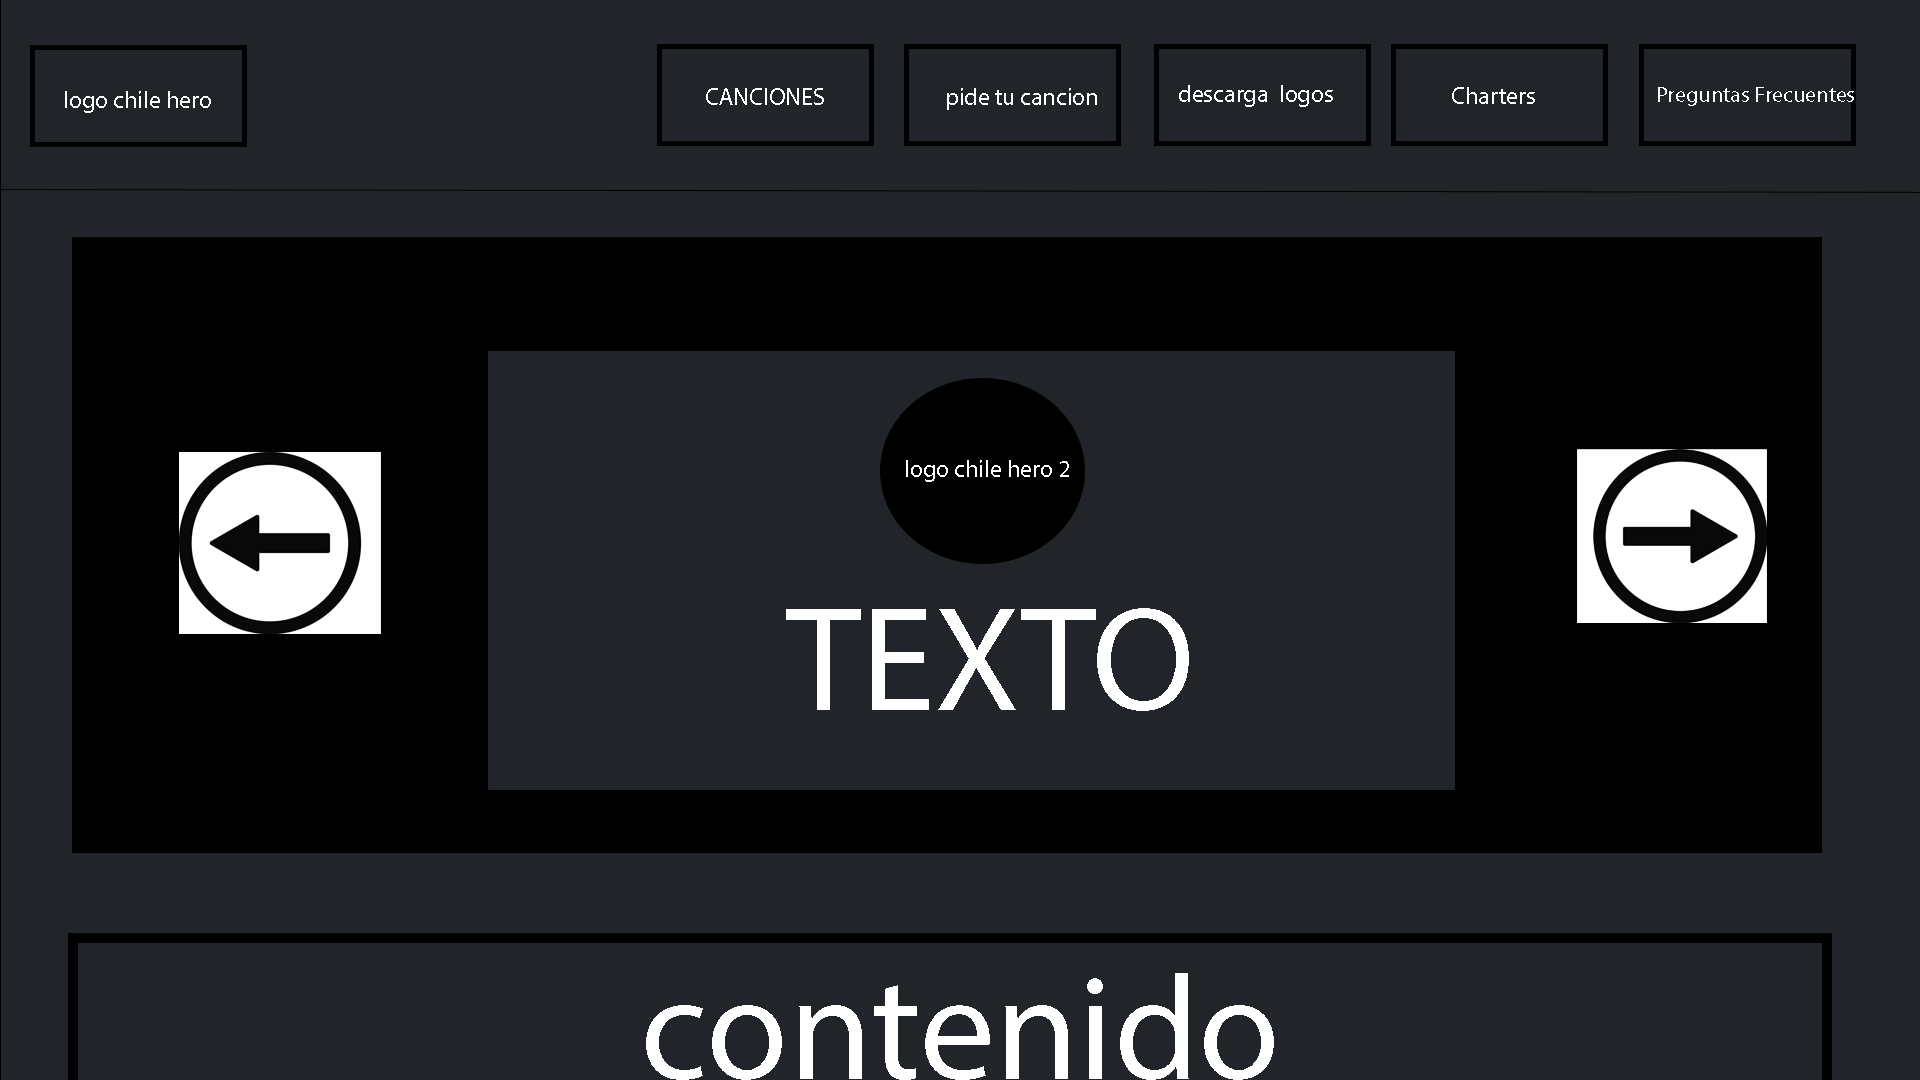 logo chile hero
CANCIONES
pide tu cancion
descarga  logos
Charters
Preguntas Frecuentes
logo chile hero 2
TEXTO
contenido